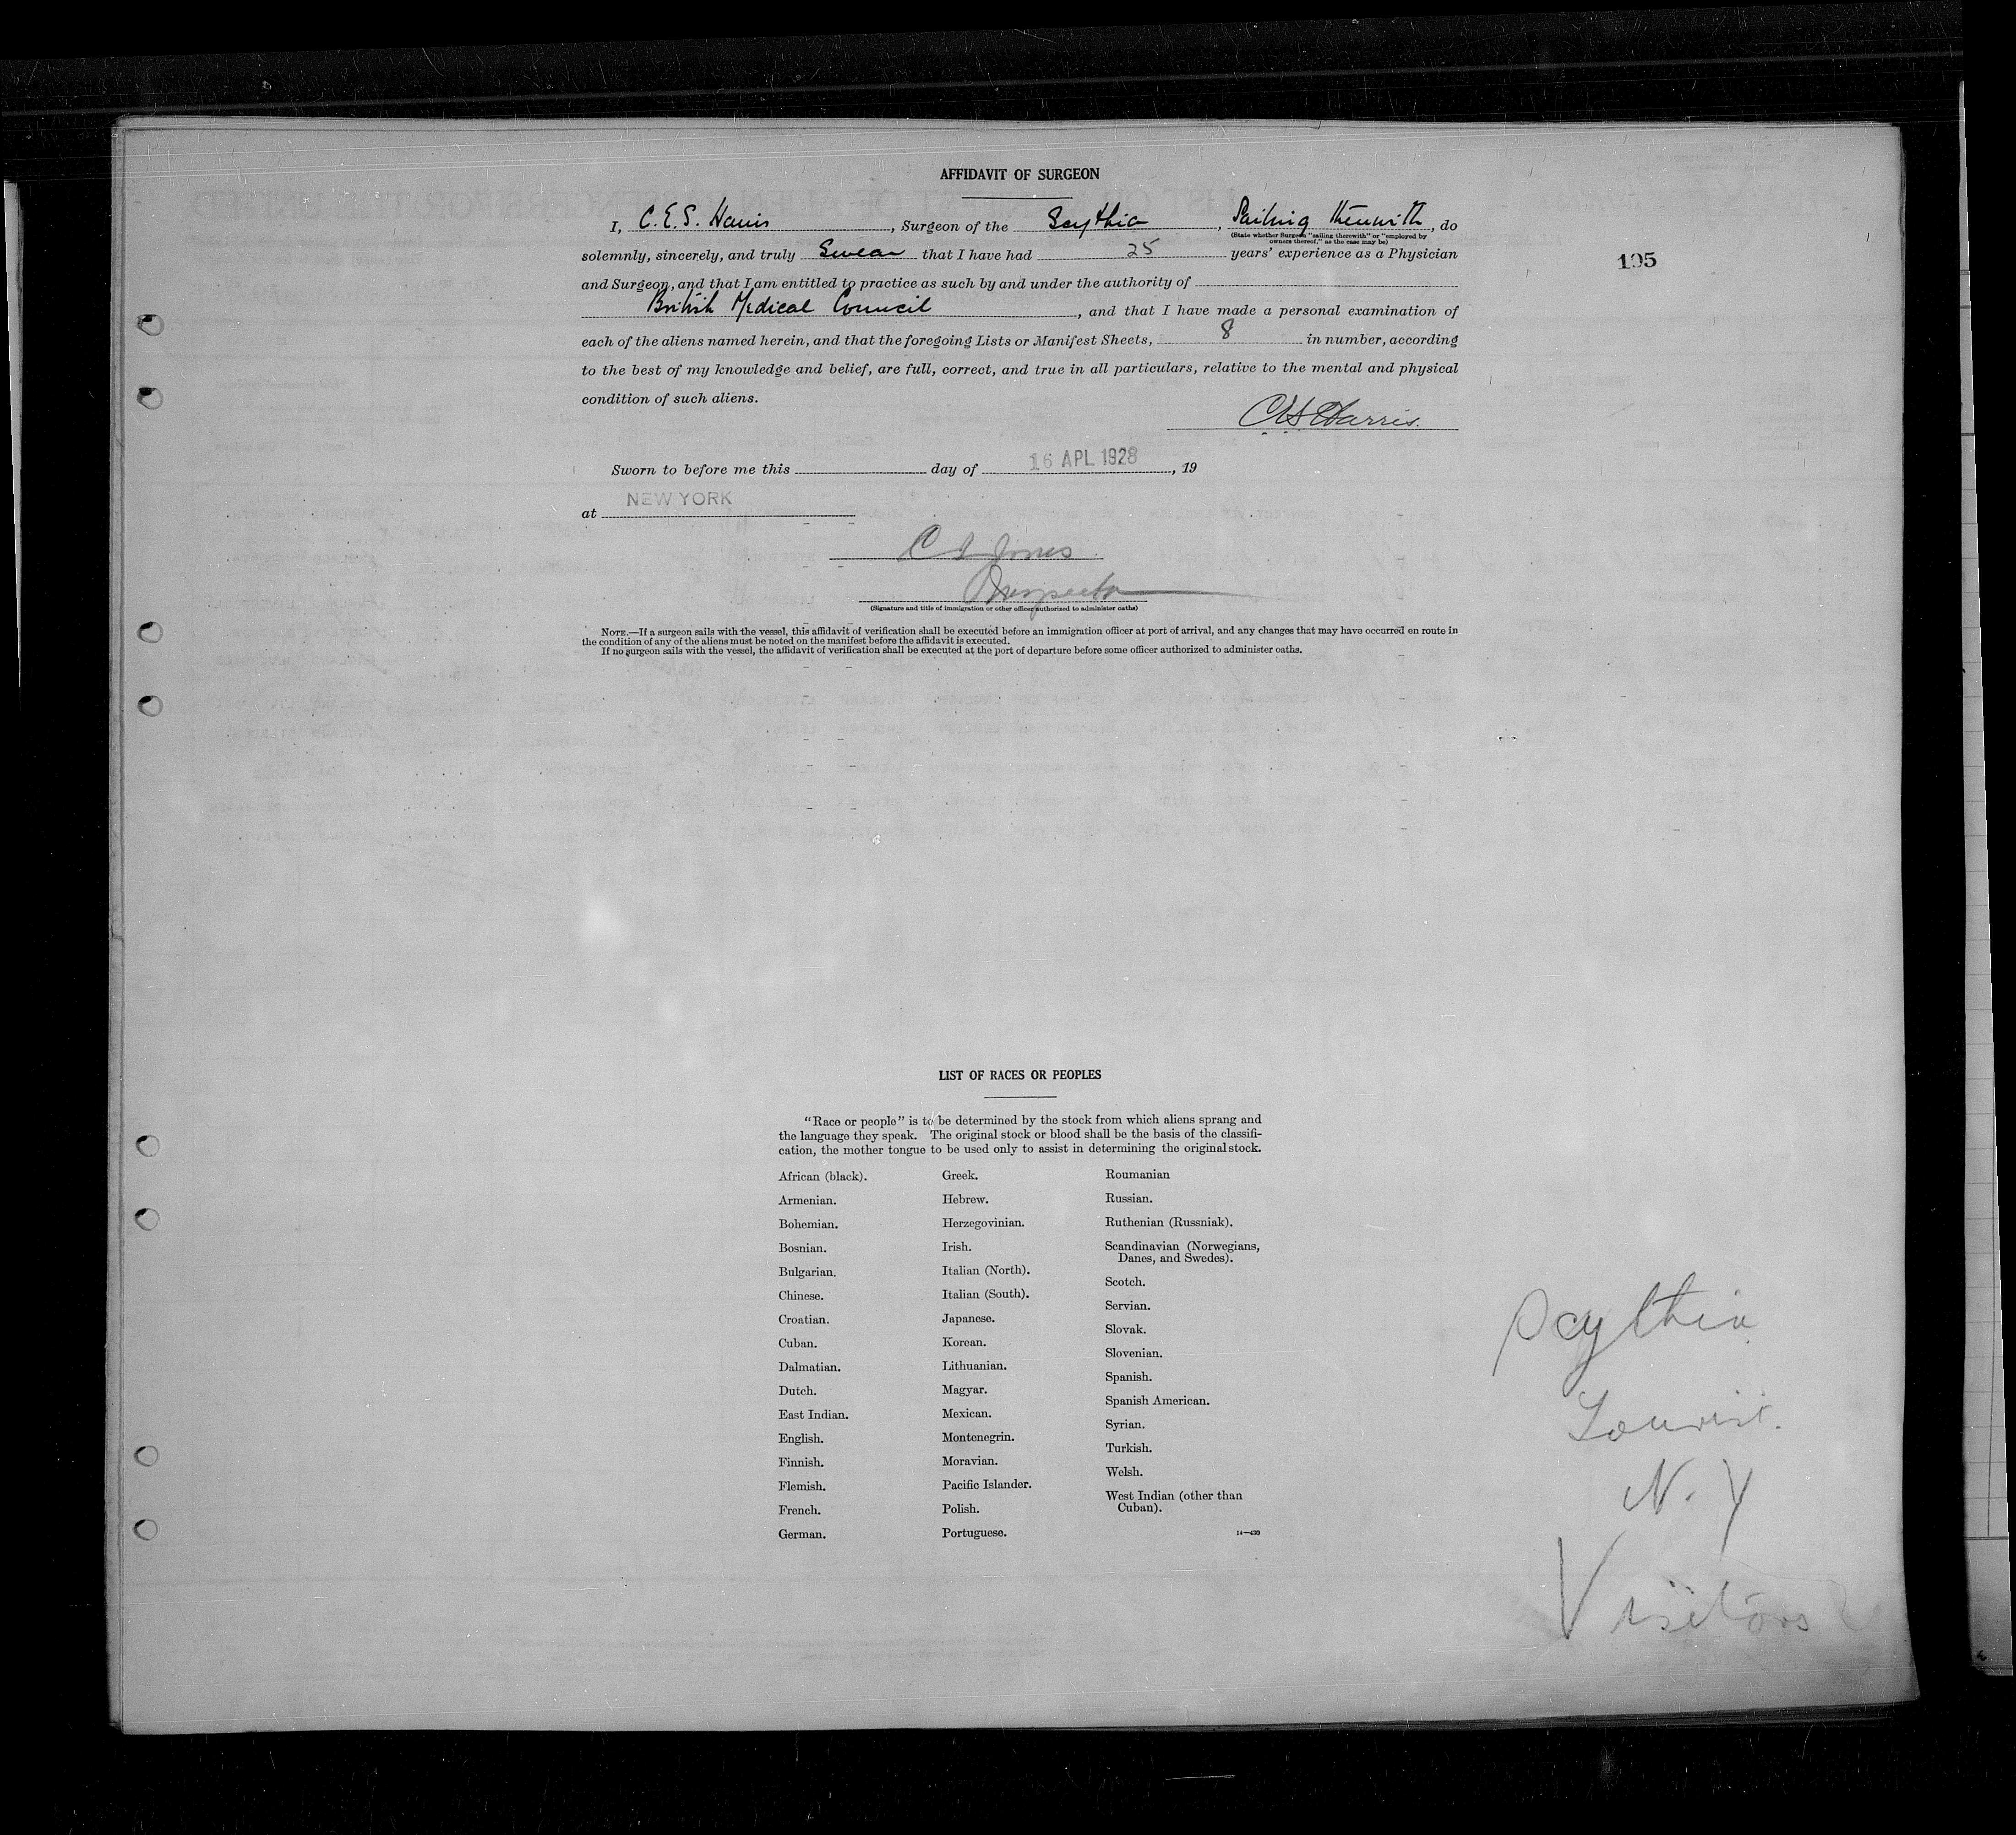 AFFIDAVIT OF SURGEON
I, C. E. S. Harris, Surgeon of the Scythia, Sailing therewith, do
(State whether Surgeon "sailing therewith" or "employed by
owners thereof," as the case may be)
solemnly, sincerely, and truly Swear that I have had 25 years' experience as a Physician
195
and Surgeon, and that I am entitled to practice as such by and under the authority of
British Medical Council, and that I have made a personal examination of
each of the aliens named herein, and that the foregoing Lists or Manifest Sheets, 8 in number, according
to the best of my knowledge and belief, are full, correct, and true in all particulars, relative to the mental and physical
condition of such aliens.
CES Harris.
Sworn to before me this day of 16 APL 1928, 19
at NEW YORK
Jones
Inspector
(Signature and title of immigration or other officer authorized to administer oaths)
NOTE.—If a surgeon sails with the vessel, this affidavit of verification shall be executed before an immigration officer at port of arrival, and any changes that may have occurred en route in
the condition of any of the aliens must be noted on the manifest before the affidavit is executed.
If no surgeon sails with the vessel, the affidavit of verification shall be executed at the port of departure before some officer authorized to administer oaths.
LIST OF RACES OR PEOPLES
"Race or people" is to be determined by the stock from which aliens sprang and
the language they speak. The original stock or blood shall be the basis of the classifi-
cation, the mother tongue to be used only to assist in determining the original stock.
African (black).
Armenian.
Bohemian.
Bosnian.
Bulgarian.
Chinese.
Croatian.
Cuban.
Dalmatian.
Dutch.
East Indian.
English.
Finnish.
Flemish.
French.
German.
Greek.
Hebrew.
Herzegovinian.
Irish.
Italian (North).
Italian (South).
Japanese.
Korean.
Lithuanian.
Magyar.
Mexican.
Montenegrin.
Moravian.
Pacific Islander.
Polish.
Portuguese.
Roumanian
Russian.
Ruthenian (Russniak).
Scandinavian (Norwegians,
Danes, and Swedes).
Scotch.
Servian.
Slovak.
Slovenian.
Spanish.
Spanish American.
Syrian.
Turkish.
Welsh.
West Indian (other than
Cuban).
14—430
Scythia
Tourist.
N. Y
Visitors